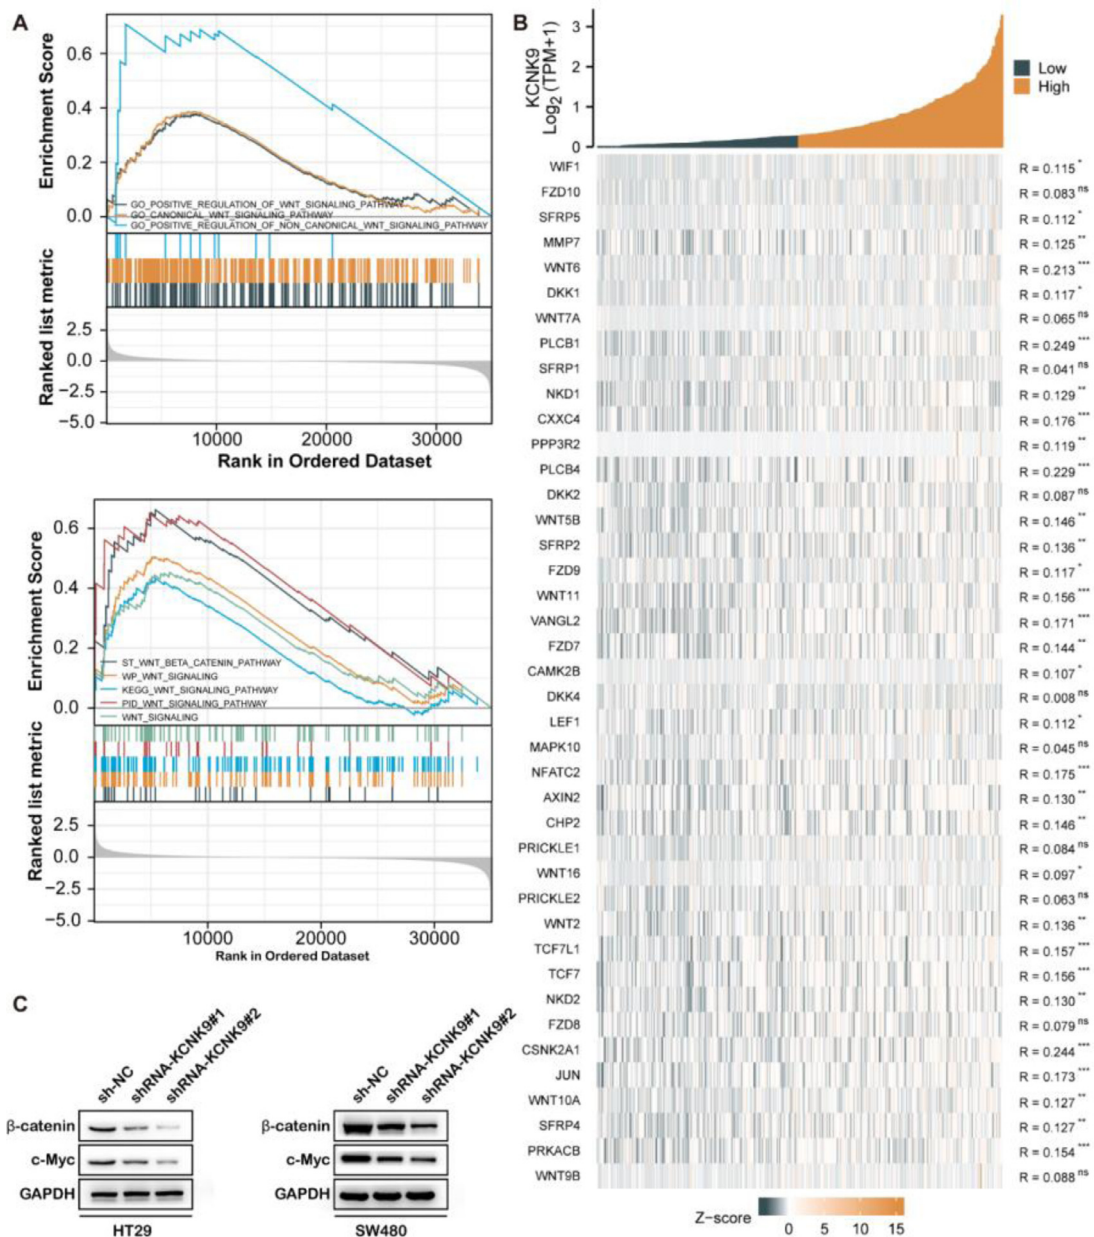 A
Enrichment Score
0.6
0.4
0.2
0.0
GO_POSITIVE_REGULATION_OF_WNT_SIGNALING_PATHWAY
GO_CANONICAL_WNT_SIGNALING_PATHWAY
GO_POSITIVE_REGULATION_OF_NON_CANONICAL_WNT_SIGNALING_PATHWAY
Ranked list metric
2.5
0.0
−2.5
−5.0
10000 20000 30000
Rank in Ordered Dataset
Enrichment Score
0.6
0.4
0.2
0.0
ST_WNT_BETA_CATENIN_PATHWAY
WP_WNT_SIGNALING
KEGG_WNT_SIGNALING_PATHWAY
PID_WNT_SIGNALING_PATHWAY
WNT_SIGNALING
Ranked list metric
2.5
0.0
−2.5
−5.0
10000 20000 30000
Rank in Ordered Dataset
B
KCNK9
Log2 (TPM+1)
3
2
1
0
Low
High
WIF1 R = 0.115 *
FZD10 R = 0.083 ns
SFRP5 R = 0.112 *
MMP7 R = 0.125 **
WNT6 R = 0.213 ***
DKK1 R = 0.117 *
WNT7A R = 0.065 ns
PLCB1 R = 0.249 ***
SFRP1 R = 0.041 ns
NKD1 R = 0.129 **
CXXC4 R = 0.176 ***
PPP3R2 R = 0.119 **
PLCB4 R = 0.229 ***
DKK2 R = 0.087 ns
WNT5B R = 0.146 **
SFRP2 R = 0.136 **
FZD9 R = 0.117 *
WNT11 R = 0.156 ***
VANGL2 R = 0.171 ***
FZD7 R = 0.144 **
CAMK2B R = 0.107 *
DKK4 R = 0.008 ns
LEF1 R = 0.112 *
MAPK10 R = 0.045 ns
NFATC2 R = 0.175 ***
AXIN2 R = 0.130 **
CHP2 R = 0.146 **
PRICKLE1 R = 0.084 ns
WNT16 R = 0.097 *
PRICKLE2 R = 0.063 ns
WNT2 R = 0.136 **
TCF7L1 R = 0.157 ***
TCF7 R = 0.156 ***
NKD2 R = 0.130 **
FZD8 R = 0.079 ns
CSNK2A1 R = 0.244 ***
JUN R = 0.173 ***
WNT10A R = 0.127 **
SFRP4 R = 0.127 **
PRKACB R = 0.154 ***
WNT9B R = 0.088 ns
Z−score 0 5 10 15
C
sh-NC shRNA-KCNK9#1 shRNA-KCNK9#2
β-catenin
c-Myc
GAPDH
HT29
sh-NC shRNA-KCNK9#1 shRNA-KCNK9#2
β-catenin
c-Myc
GAPDH
SW480